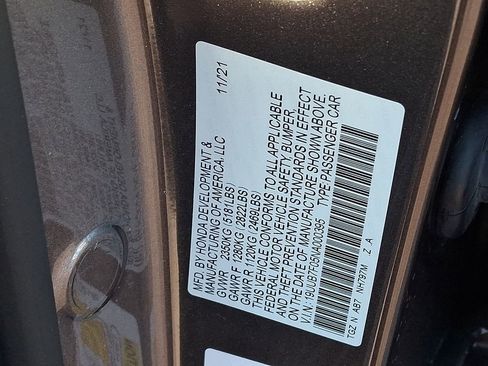 MFD. BY HONDA DEVELOPMENT &
MANUFACTURING OF AMERICA, LLC 11/21
GVWR 2350KG (5181LBS)
GAWR F 1280KG (2822LBS)
GAWR R 1120KG (2469LBS)
THIS VEHICLE CONFORMS TO ALL APPLICABLE
FEDERAL MOTOR VEHICLE SAFETY, BUMPER,
AND THEFT PREVENTION STANDARDS IN EFFECT
ON THE DATE OF MANUFACTURE SHOWN ABOVE.
V.I.N.: 19UUB7F05NA000395 TYPE:PASSENGER CAR
TGZ N AB7 NH797M Z A